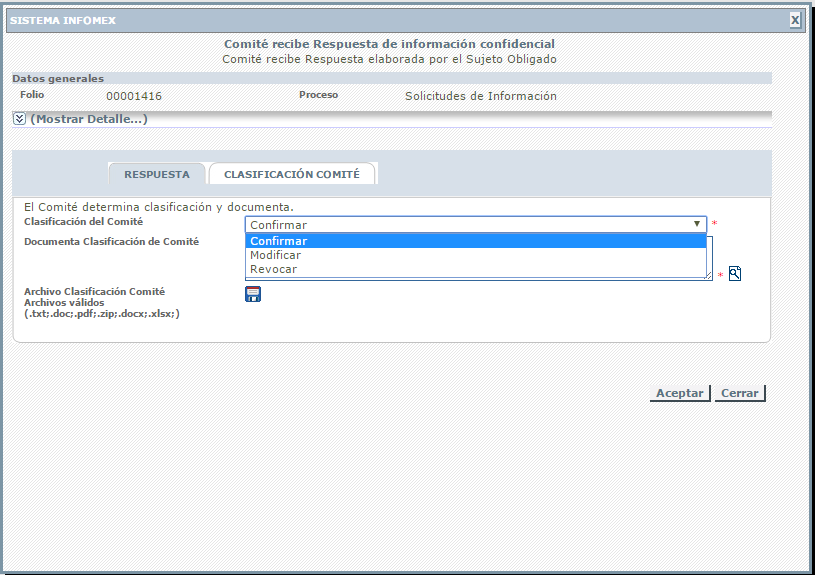 SISTEMA INFOMEX X
Comité recibe Respuesta de información confidencial
Comité recibe Respuesta elaborada por el Sujeto Obligado
Datos generales
Folio 00001416 Proceso Solicitudes de Información
(Mostrar Detalle...)
RESPUESTA CLASIFICACIÓN COMITÉ
El Comité determina clasificación y documenta.
Clasificación del Comité Confirmar *
Documenta Clasificación de Comité Confirmar
Modificar
Revocar
*
Archivo Clasificación Comité
Archivos válidos
(.txt;.doc;.pdf;.zip;.docx;.xlsx;)
Aceptar Cerrar